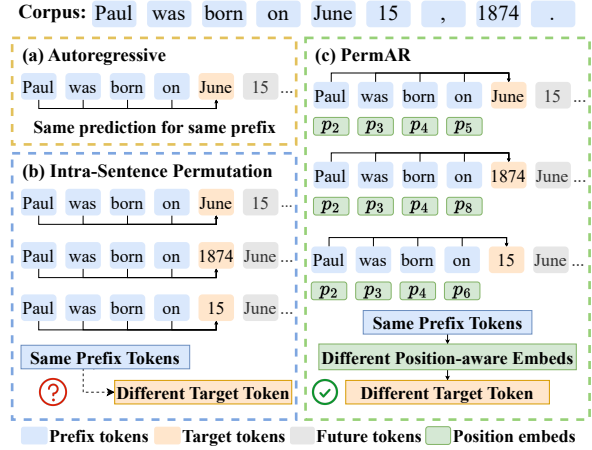 Corpus: Paul was born on June 15 , 1874 .
(a) Autoregressive
Paul was born on June 15 ...
Same prediction for same prefix
(b) Intra-Sentence Permutation
Paul was born on June 15 ...
Paul was born on 1874 June ...
Paul was born on 15 June ...
Same Prefix Tokens
?
Different Target Token
(c) PermAR
Paul was born on June 15 ...
p2 p3 p4 p5
Paul was born on 1874 June ...
p2 p3 p4 p8
Paul was born on 15 June ...
p2 p3 p4 p6
Same Prefix Tokens
Different Position-aware Embeds
Different Target Token
Prefix tokens Target tokens Future tokens Position embeds